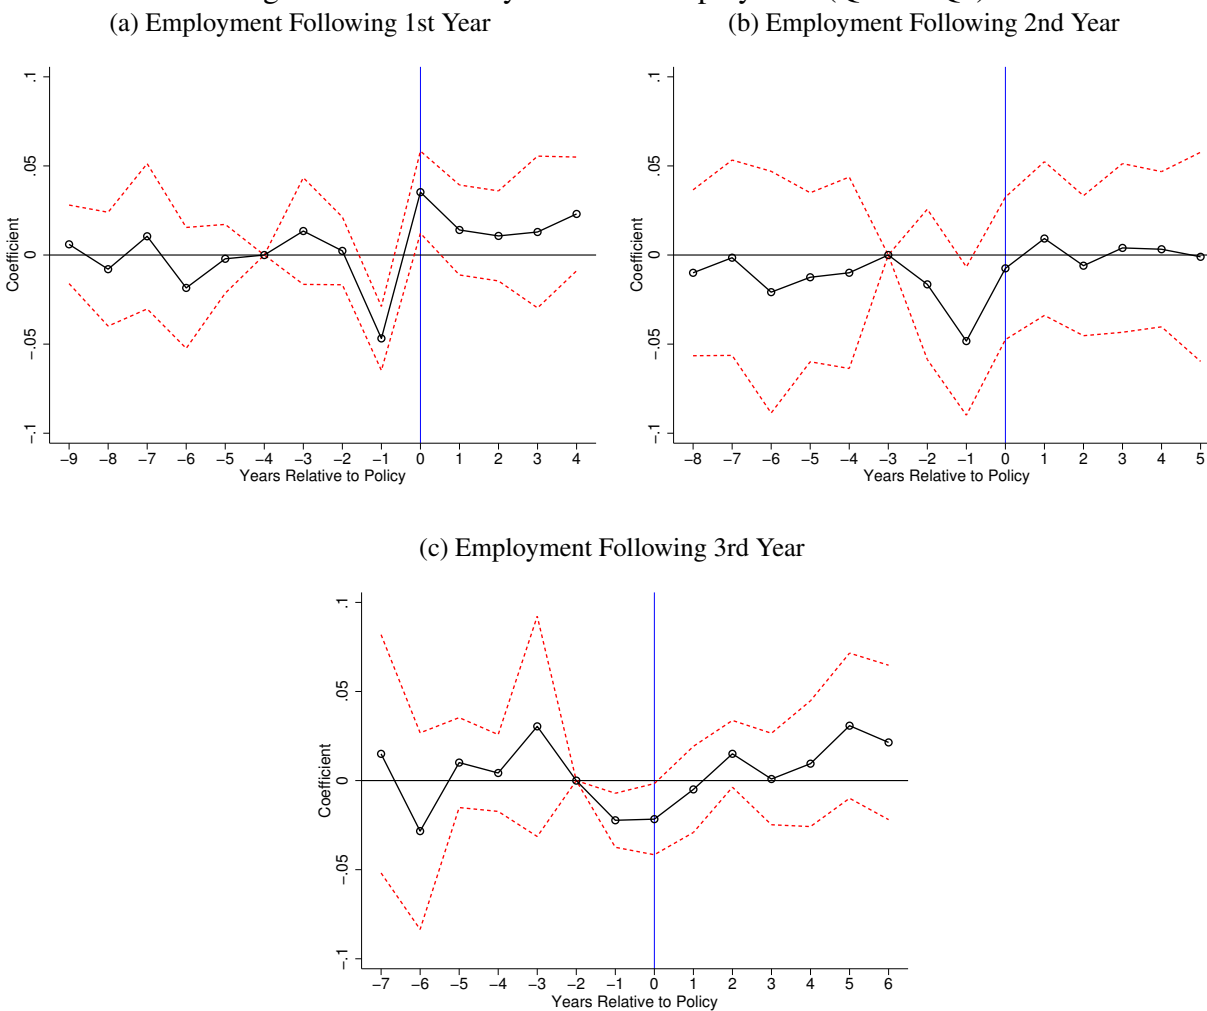 (a) Employment Following 1st Year
.1
.05
0
−.05
−.1
Coefficient
−9 −8 −7 −6 −5 −4 −3 −2 −1 0 1 2 3 4
Years Relative to Policy
(b) Employment Following 2nd Year
.1
.05
0
−.05
−.1
Coefficient
−8 −7 −6 −5 −4 −3 −2 −1 0 1 2 3 4 5
Years Relative to Policy
(c) Employment Following 3rd Year
.1
.05
0
−.05
−.1
Coefficient
−7 −6 −5 −4 −3 −2 −1 0 1 2 3 4 5 6
Years Relative to Policy